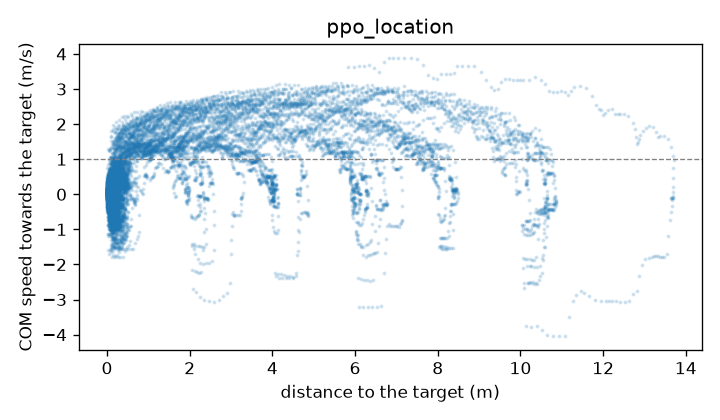 ppo_location
COM speed towards the target (m/s)
4
3
2
1
0
−1
−2
−3
−4
0 2 4 6 8 10 12 14
distance to the target (m)